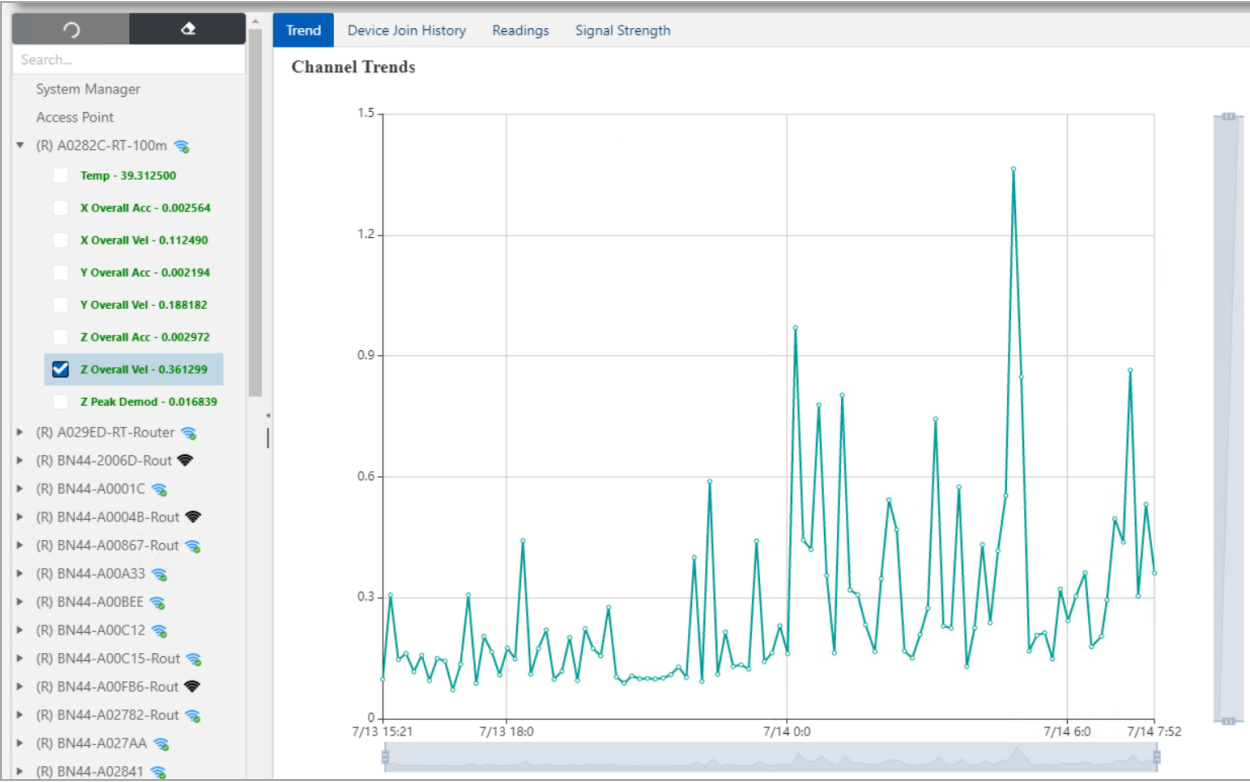 Trend Device Join History Readings Signal Strength
Search...
System Manager
Access Point
(R) A0282C-RT-100m
Temp - 39.312500
X Overall Acc - 0.002564
X Overall Vel - 0.112490
Y Overall Acc - 0.002194
Y Overall Vel - 0.188182
Z Overall Acc - 0.002972
Z Overall Vel - 0.361299
Z Peak Demod - 0.016839
(R) A029ED-RT-Router
(R) BN44-2006D-Rout
(R) BN44-A0001C
(R) BN44-A0004B-Rout
(R) BN44-A00867-Rout
(R) BN44-A00A33
(R) BN44-A00BEE
(R) BN44-A00C12
(R) BN44-A00C15-Rout
(R) BN44-A00FB6-Rout
(R) BN44-A02782-Rout
(R) BN44-A027AA
(R) BN44-A02841
Channel Trends
1.5
1.2
0.9
0.6
0.3
0
7/13 15:21 7/13 18:0 7/14 0:0 7/14 6:0 7/14 7:52